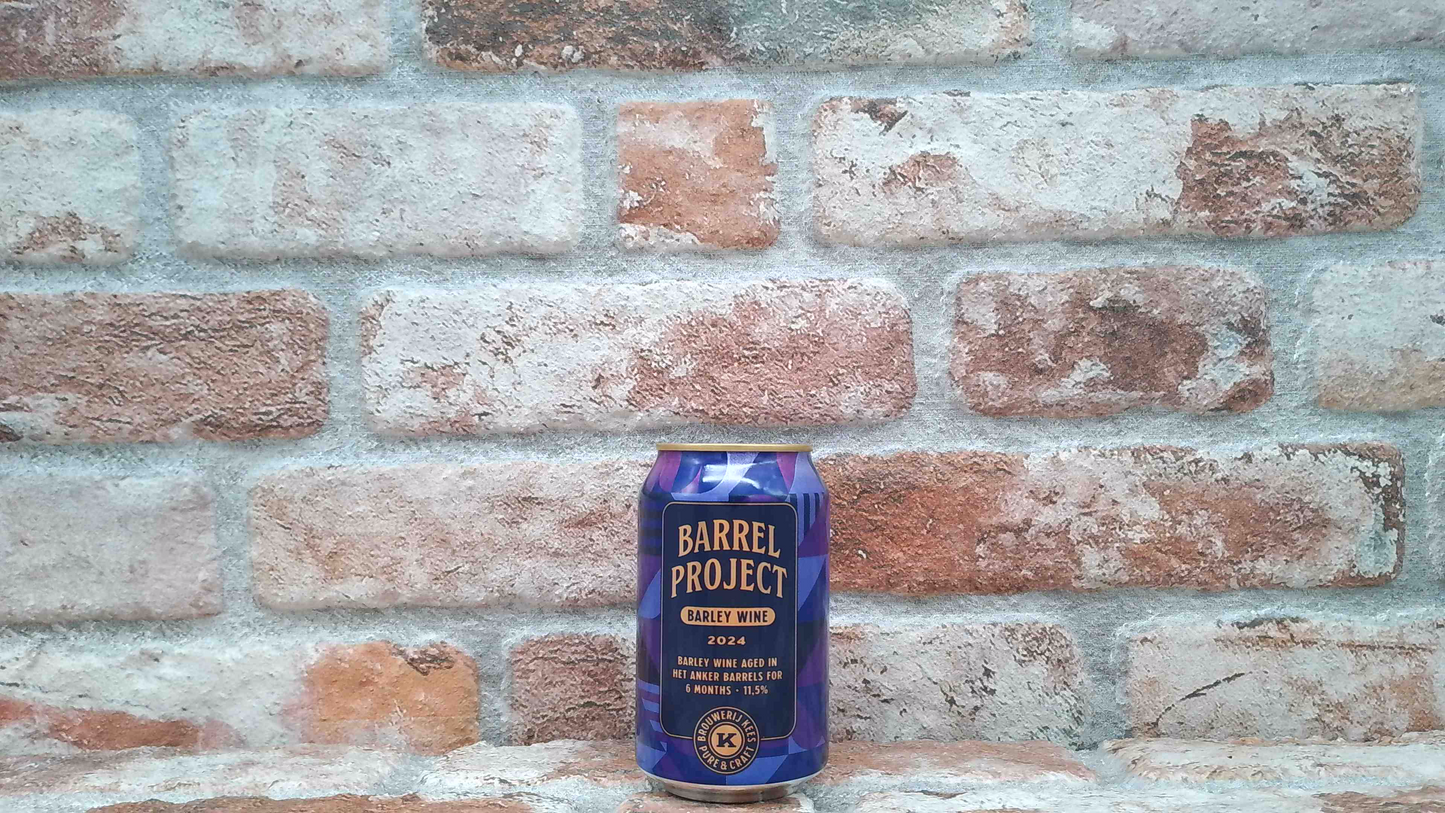 BARREL
PROJECT
BARLEY WINE
2024
BARLEY WINE AGED IN
HET ANKER BARRELS FOR
6 MONTHS · 11,5%
BROUWERIJ KEES
K
PURE & CRAFT